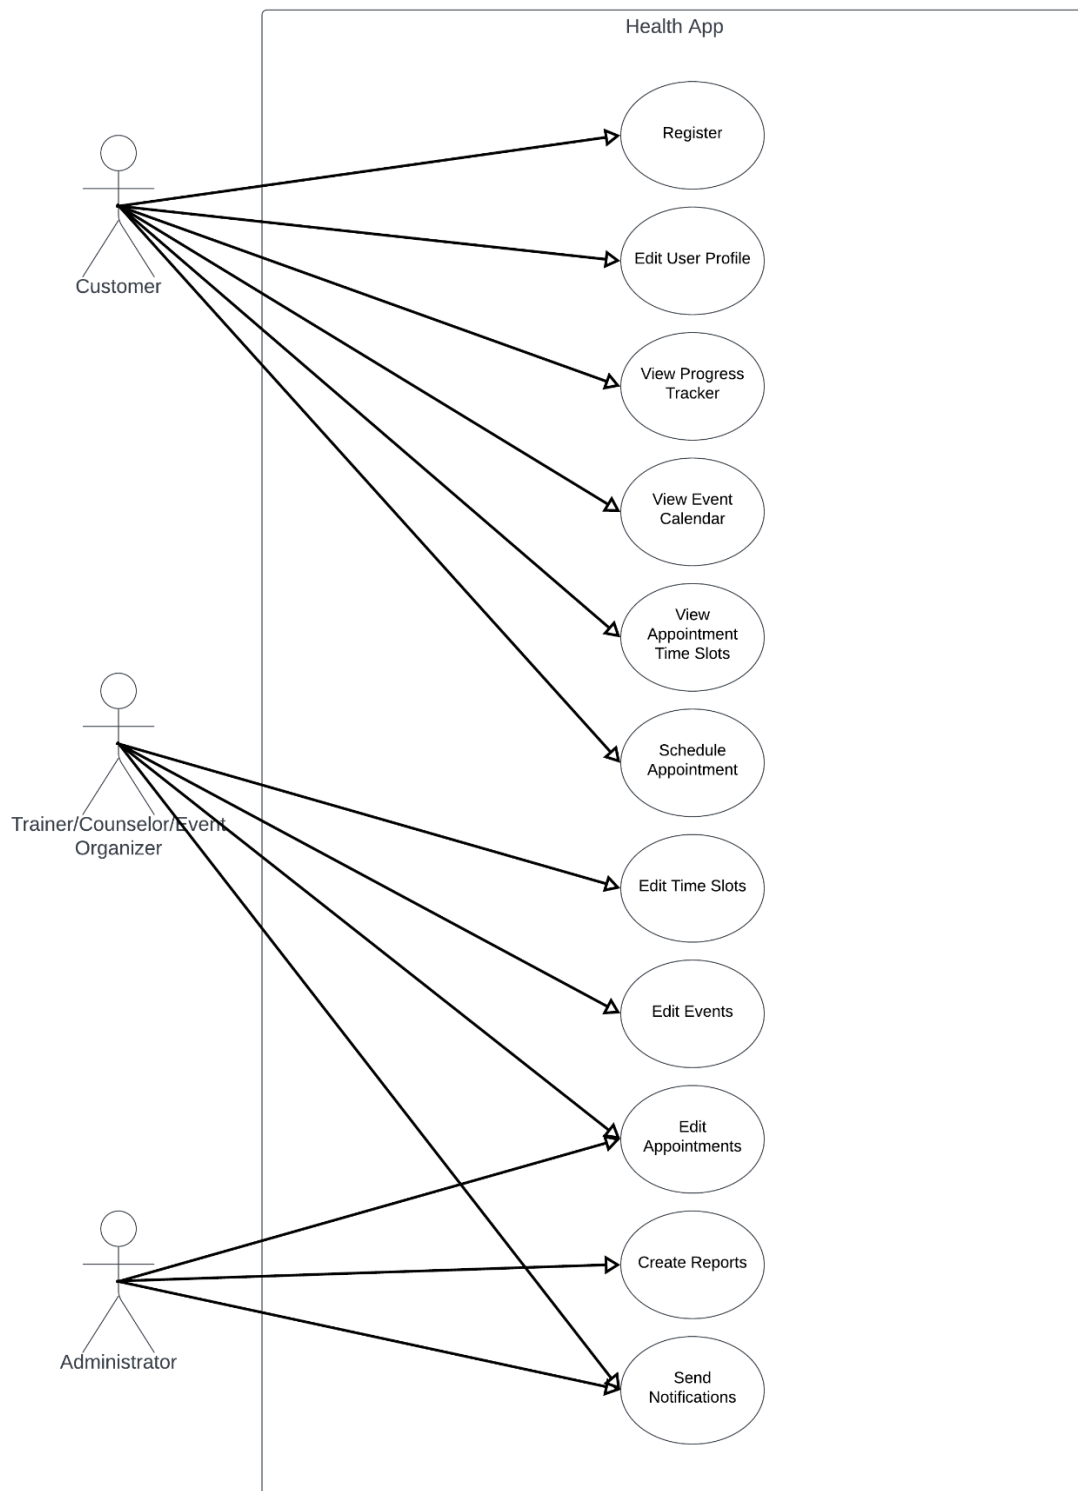 Health App
Register
Edit User Profile
Customer
View Progress
Tracker
View Event
Calendar
View
Appointment
Time Slots
Schedule
Appointment
Trainer/Counselor/Event
Organizer
Edit Time Slots
Edit Events
Edit
Appointments
Create Reports
Administrator
Send
Notifications